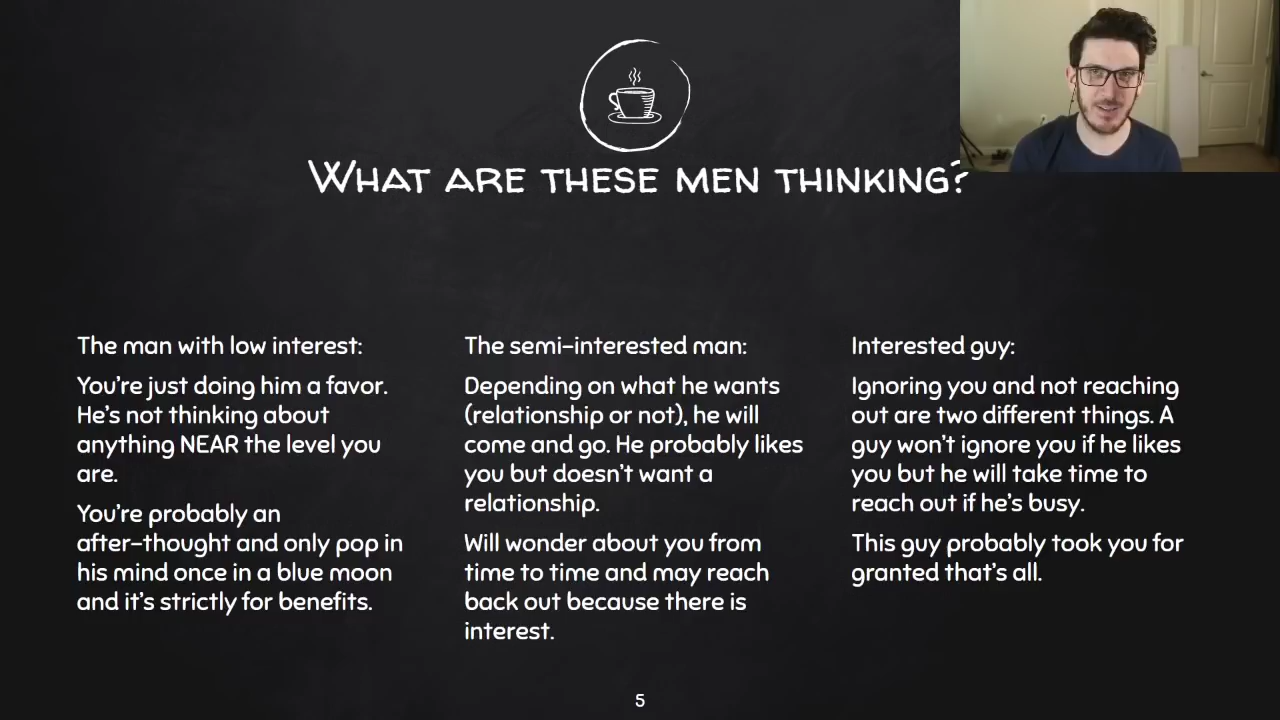 WHAT ARE THESE MEN THINKING?
The man with low interest:
You're just doing him a favor.
He's not thinking about
anything NEAR the level you
are.
You're probably an
after-thought and only pop in
his mind once in a blue moon
and it's strictly for benefits.
The semi-interested man:
Depending on what he wants
(relationship or not), he will
come and go. He probably likes
you but doesn't want a
relationship.
Will wonder about you from
time to time and may reach
back out because there is
interest.
Interested guy:
Ignoring you and not reaching
out are two different things. A
guy won't ignore you if he likes
you but he will take time to
reach out if he's busy.
This guy probably took you for
granted that's all.
5